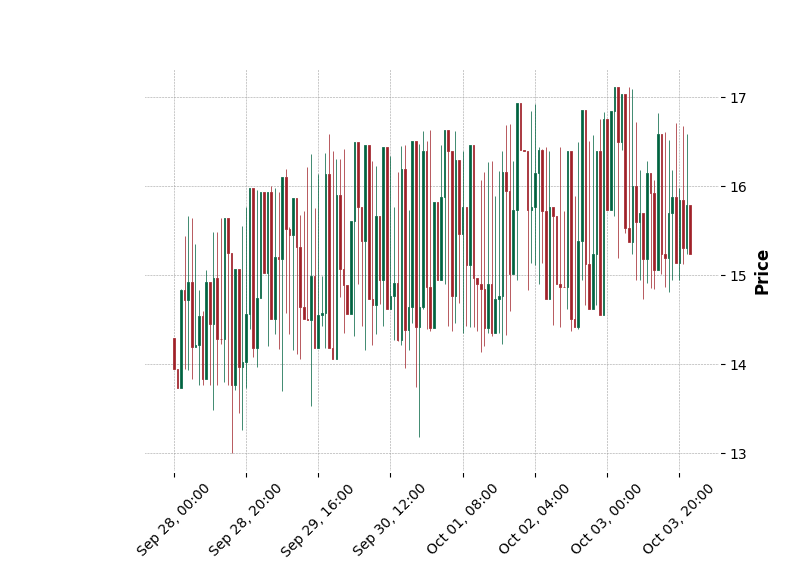 17
16
15
14
13
Price
Sep 28, 00:00
Sep 28, 20:00
Sep 29, 16:00
Sep 30, 12:00
Oct 01, 08:00
Oct 02, 04:00
Oct 03, 00:00
Oct 03, 20:00